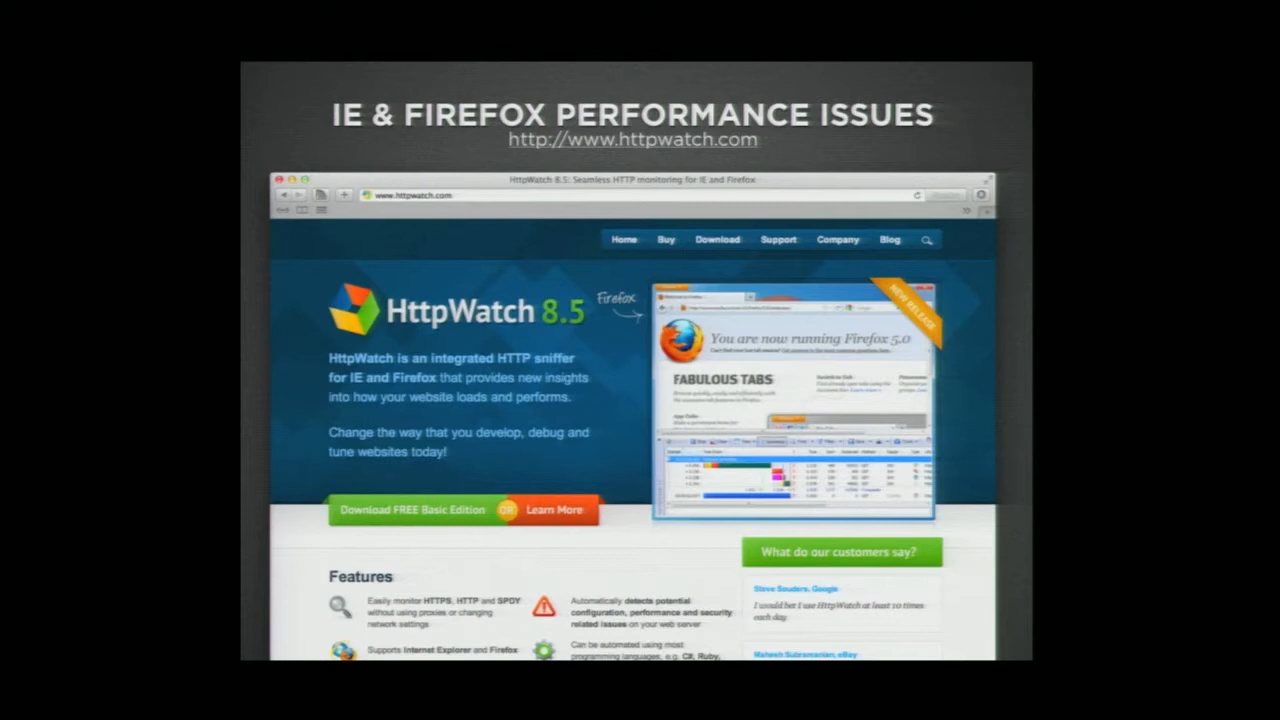 IE & FIREFOX PERFORMANCE ISSUES
http://www.httpwatch.com
HttpWatch 8.5: Seamless HTTP monitoring for IE and Firefox
www.httpwatch.com
Home Buy Download Support Company Blog
HttpWatch 8.5
Firefox
NEW RELEASE
You are now running Firefox 5.0
FABULOUS TABS
HttpWatch is an integrated HTTP sniffer
for IE and Firefox that provides new insights
into how your website loads and performs.
Change the way that you develop, debug and
tune websites today!
Download FREE Basic Edition OR Learn More
What do our customers say?
Features
Easily monitor HTTPS, HTTP and SPDY
without using proxies or changing
network settings
Automatically detects potential
configuration, performance and security
related issues on your web server
Steve Souders, Google
I would bet I use HttpWatch at least 10 times
each day
Supports Internet Explorer and Firefox
Can be automated using most
programming languages, e.g. C#, Ruby,
Mahesh Subramanian, eBay